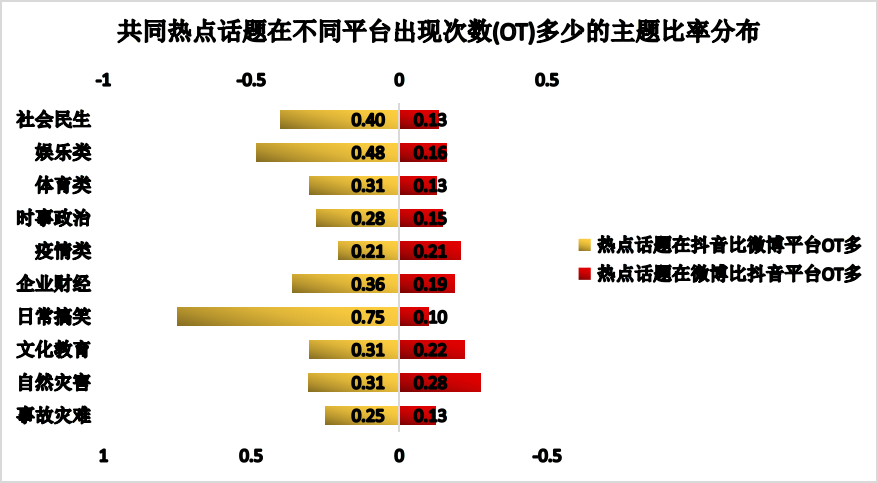 共同热点话题在不同平台出现次数(OT)多少的主题比率分布
-1 -0.5 0 0.5
社会民生 0.40 0.13
娱乐类 0.48 0.16
体育类 0.31 0.13
时事政治 0.28 0.15
疫情类 0.21 0.21
企业财经 0.36 0.19
日常搞笑 0.75 0.10
文化教育 0.31 0.22
自然灾害 0.31 0.28
事故灾难 0.25 0.13
1 0.5 0 -0.5
热点话题在抖音比微博平台OT多
热点话题在微博比抖音平台OT多